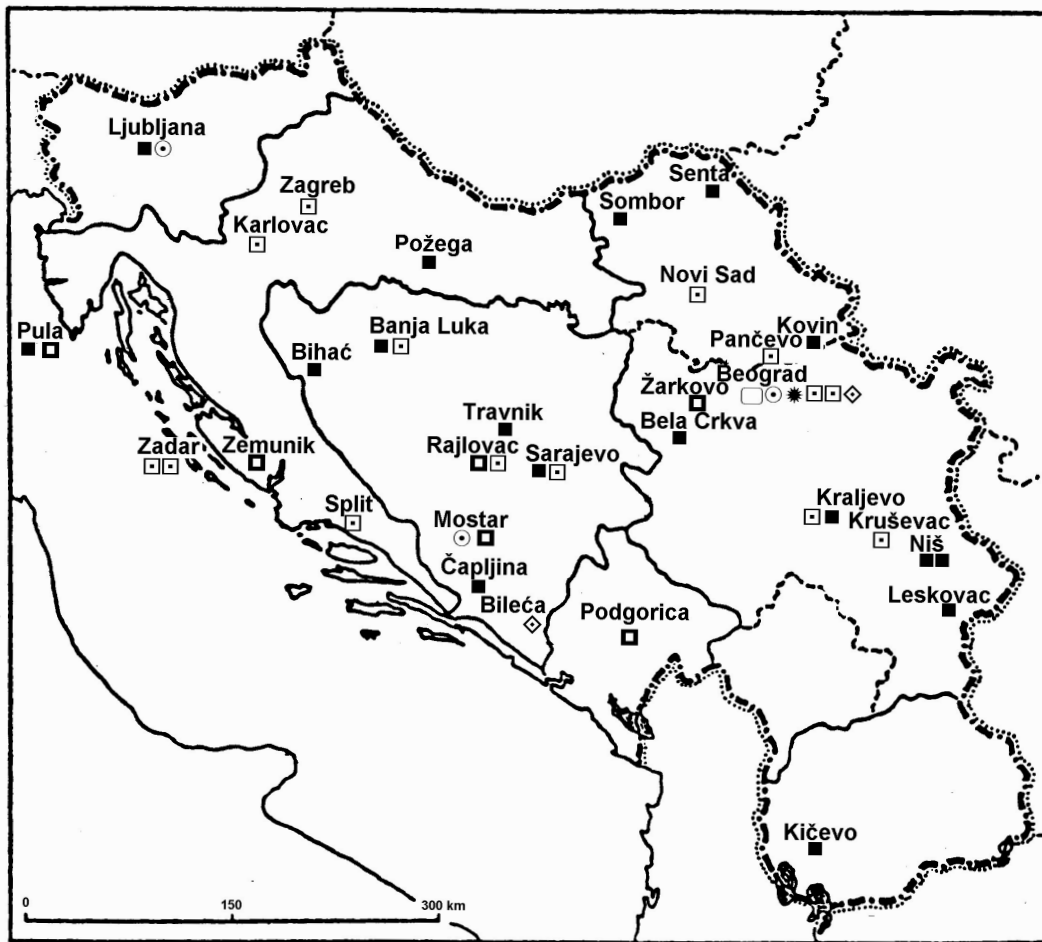 Ljubljana
Senta
Zagreb
Sombor
Karlovac
Požega
Novi Sad
Pula
Banja Luka
Kovin
Pančevo
Bihać
Beograd
Žarkovo
Travnik
Bela Crkva
Rajlovac
Zadar
Zemunik
Sarajevo
Split
Mostar
Kraljevo
Kruševac
Niš
Čapljina
Leskovac
Bileća
Podgorica
Kičevo
0 150 300 km